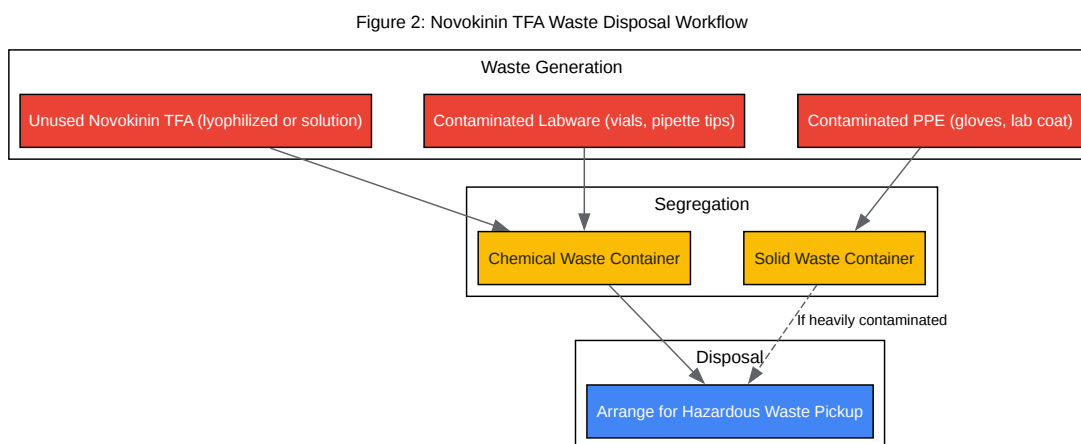 Figure 2: Novokinin TFA Waste Disposal Workflow
Waste Generation
Unused Novokinin TFA (lyophilized or solution)
Contaminated Labware (vials, pipette tips)
Contaminated PPE (gloves, lab coat)
Segregation
Chemical Waste Container
Solid Waste Container
If heavily contaminated
Disposal
Arrange for Hazardous Waste Pickup